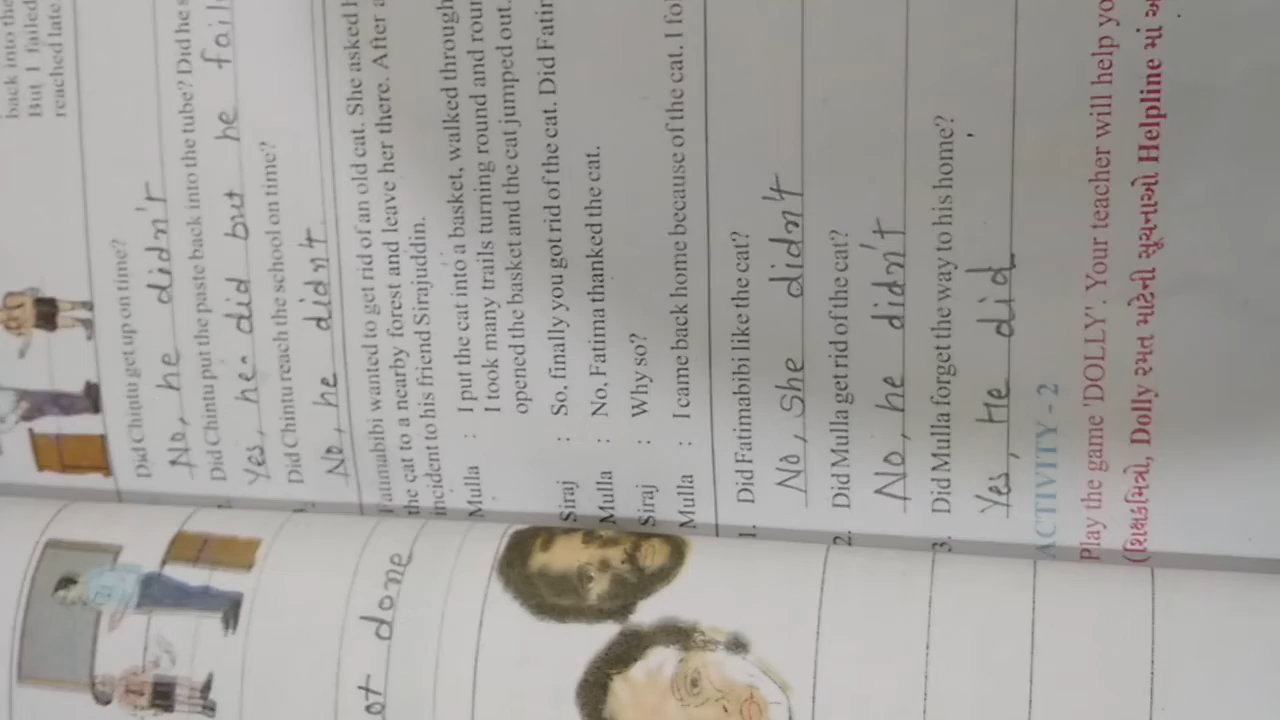 back into the
But I failed
reached late
Did Chintu get up on time?
No, he didn't
Did Chintu put the paste back into the tube? Did he s
Yes, he did but he fail
Did Chintu reach the school on time?
No, he didn't
Fatimabibi wanted to get rid of an old cat. She asked
the cat to a nearby forest and leave her there. After
incident to his friend Sirajuddin.
Mulla : I put the cat into a basket, walked through
I took many trails turning round and roun
opened the basket and the cat jumped out.
Siraj : So, finally you got rid of the cat. Did Fatim
Mulla : No, Fatima thanked the cat.
Siraj : Why so?
Mulla : I came back home because of the cat. I fo
1. Did Fatimabibi like the cat?
No, She didn't
2. Did Mulla get rid of the cat?
No, he didn't
3. Did Mulla forget the way to his home?
Yes, He did
ACTIVITY - 2
Play the game 'DOLLY'. Your teacher will help yo
(શિક્ષકમિત્રો, Dolly રમત માટેની સૂચનાઓ Helpline માં
ot done